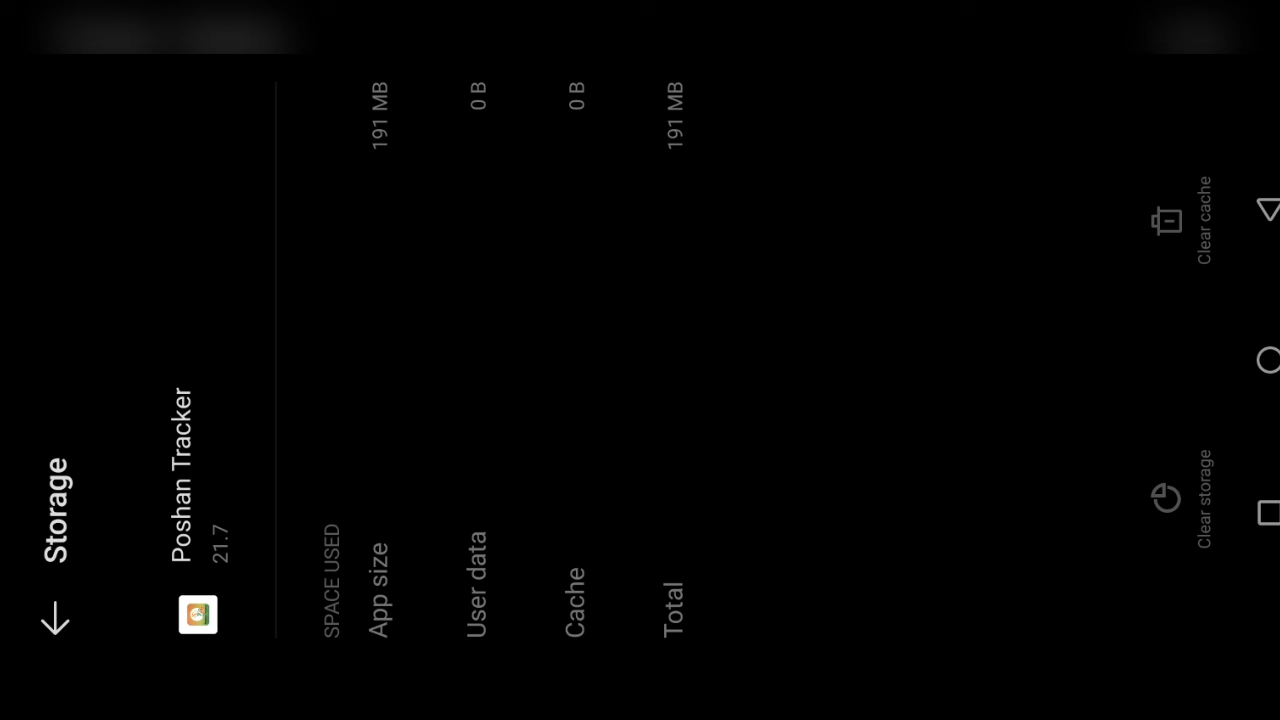 Storage
Poshan Tracker
21.7
SPACE USED
App size 191 MB
User data 0 B
Cache 0 B
Total 191 MB
Clear storage Clear cache